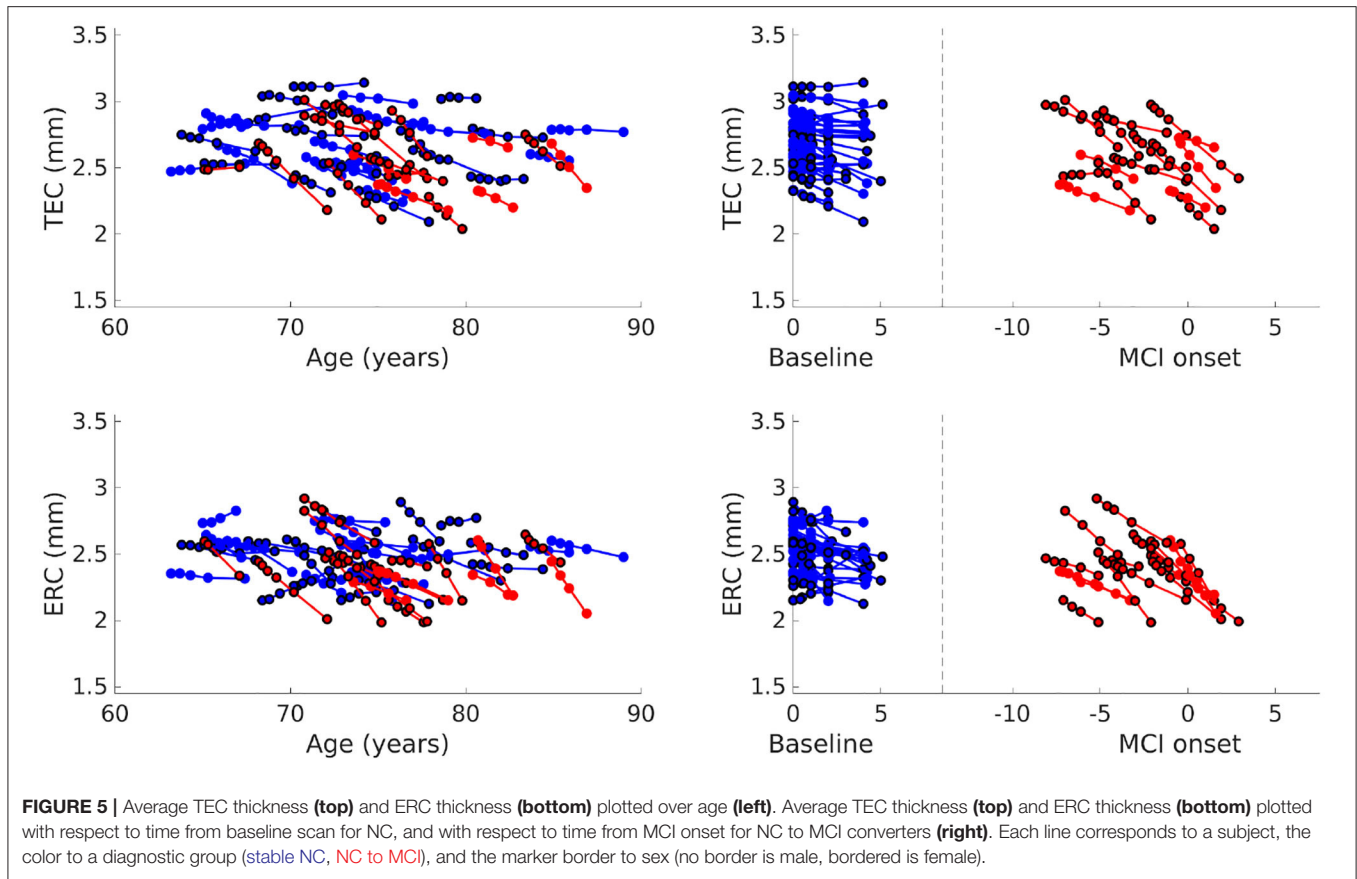 3.5
3
2.5
2
1.5
TEC (mm)
60 70 80 90
Age (years)
3.5
3
2.5
2
1.5
TEC (mm)
0 5 -10 -5 0 5
Baseline MCI onset
3.5
3
2.5
2
1.5
ERC (mm)
60 70 80 90
Age (years)
3.5
3
2.5
2
1.5
ERC (mm)
0 5 -10 -5 0 5
Baseline MCI onset
FIGURE 5 | Average TEC thickness (top) and ERC thickness (bottom) plotted over age (left). Average TEC thickness (top) and ERC thickness (bottom) plotted
with respect to time from baseline scan for NC, and with respect to time from MCI onset for NC to MCI converters (right). Each line corresponds to a subject, the
color to a diagnostic group (stable NC, NC to MCI), and the marker border to sex (no border is male, bordered is female).